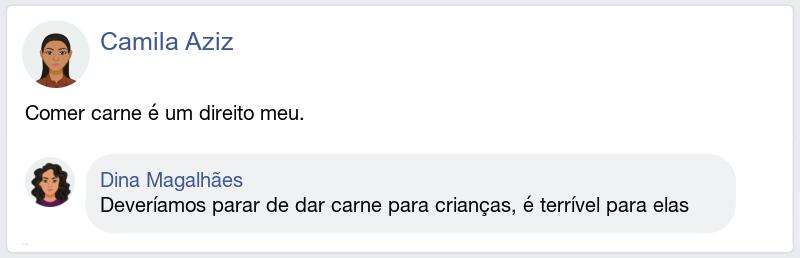 Camila Aziz
Comer carne é um direito meu.
Dina Magalhães
Deveríamos parar de dar carne para crianças, é terrível para elas